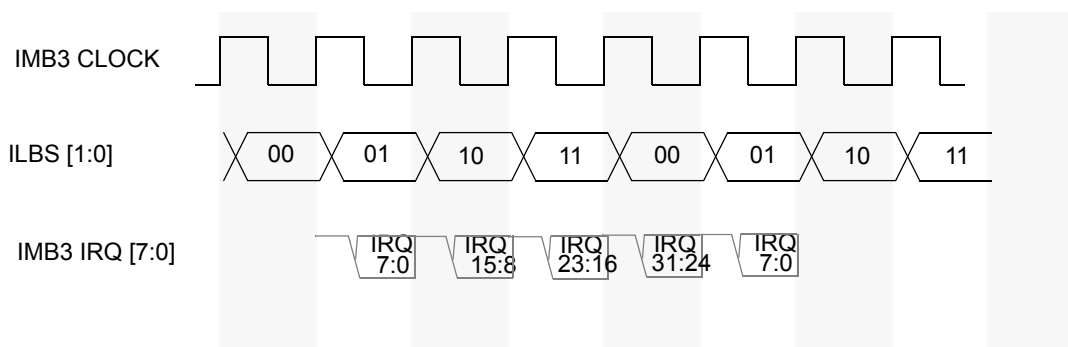 IMB3 CLOCK
ILBS [1:0]
00 01 10 11 00 01 10 11
IMB3 IRQ [7:0]
IRQ IRQ IRQ IRQ IRQ
7:0 15:8 23:16 31:24 7:0